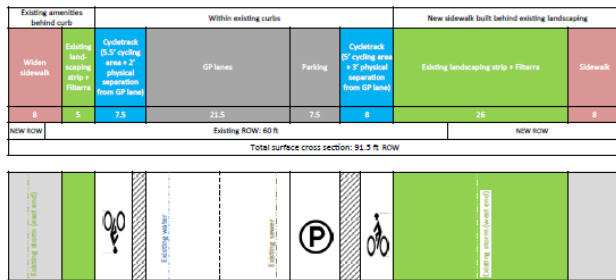 Existing amenities
behind curb
Within existing curbs
New sidewalk built behind existing landscaping
Widen
sidewalk
Existing
land-
scaping
strip +
Filterra
Cycletrack
(5.5' cycling
area + 2'
physical
separation
from GP lane)
GP lanes
Parking
Cycletrack
(5' cycling
area + 3'
physical
separation
from GP lane)
Existing landscaping strip + Filterra
Sidewalk
8
5
7.5
21.5
7.5
8
26
8
NEW ROW
Existing ROW: 60 ft
NEW ROW
Total surface cross section: 91.5 ft ROW
Existing storm (east end)
Existing water
Existing sewer
P
Existing storm (west end)